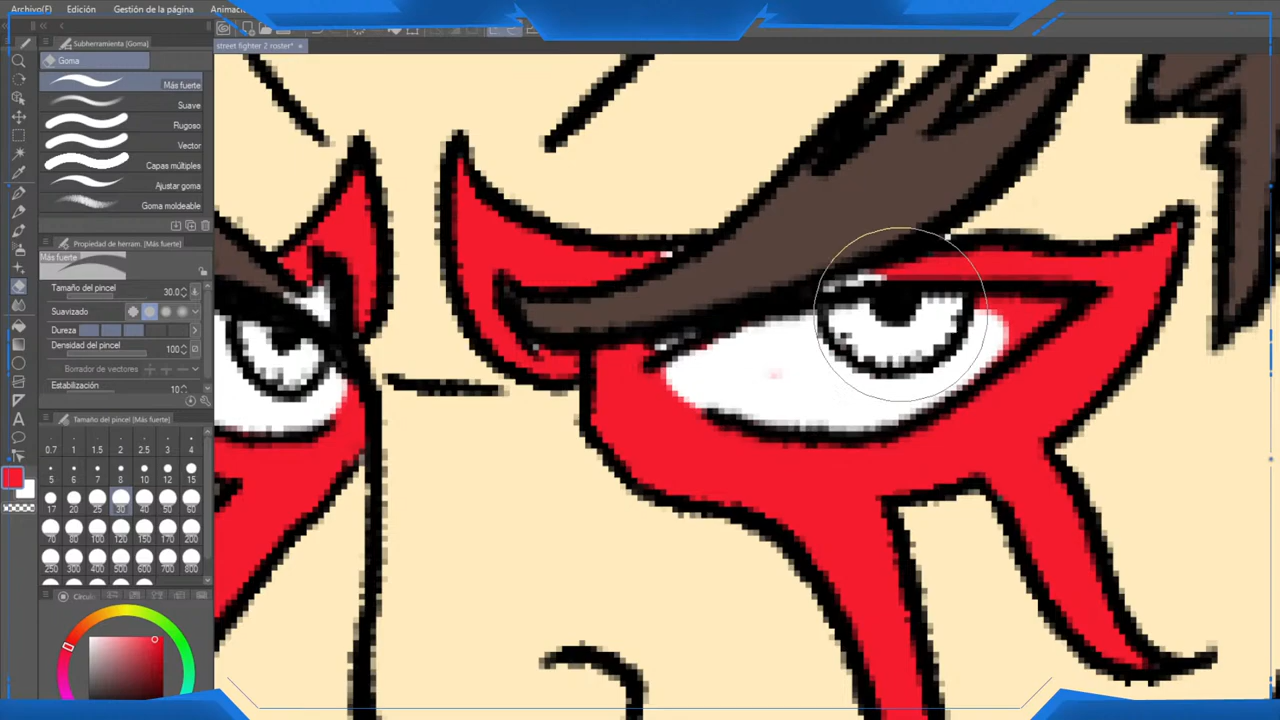 Archivo(F) Edición Gestión de la página Animació
Subherramienta [Goma]
street fighter 2 roster*
Goma
Más fuerte
Suave
Rugoso
Vector
Capas múltiples
Ajustar goma
Goma moldeable
Propiedad de herram. [Más fuerte]
Más fuerte
Tamaño del pincel 30.0
Suavizado
Dureza
Densidad del pincel 100
Borrador de vectores
Estabilización 10
Tamaño del pincel [Más fuerte]
0.7 1 1.5 2 3 4
5 6 7 8 10 12 15
17 20 25 30 40 50 60
70 80 100 120 150 170 200
250 300 400 500 600 700 800
Círcul